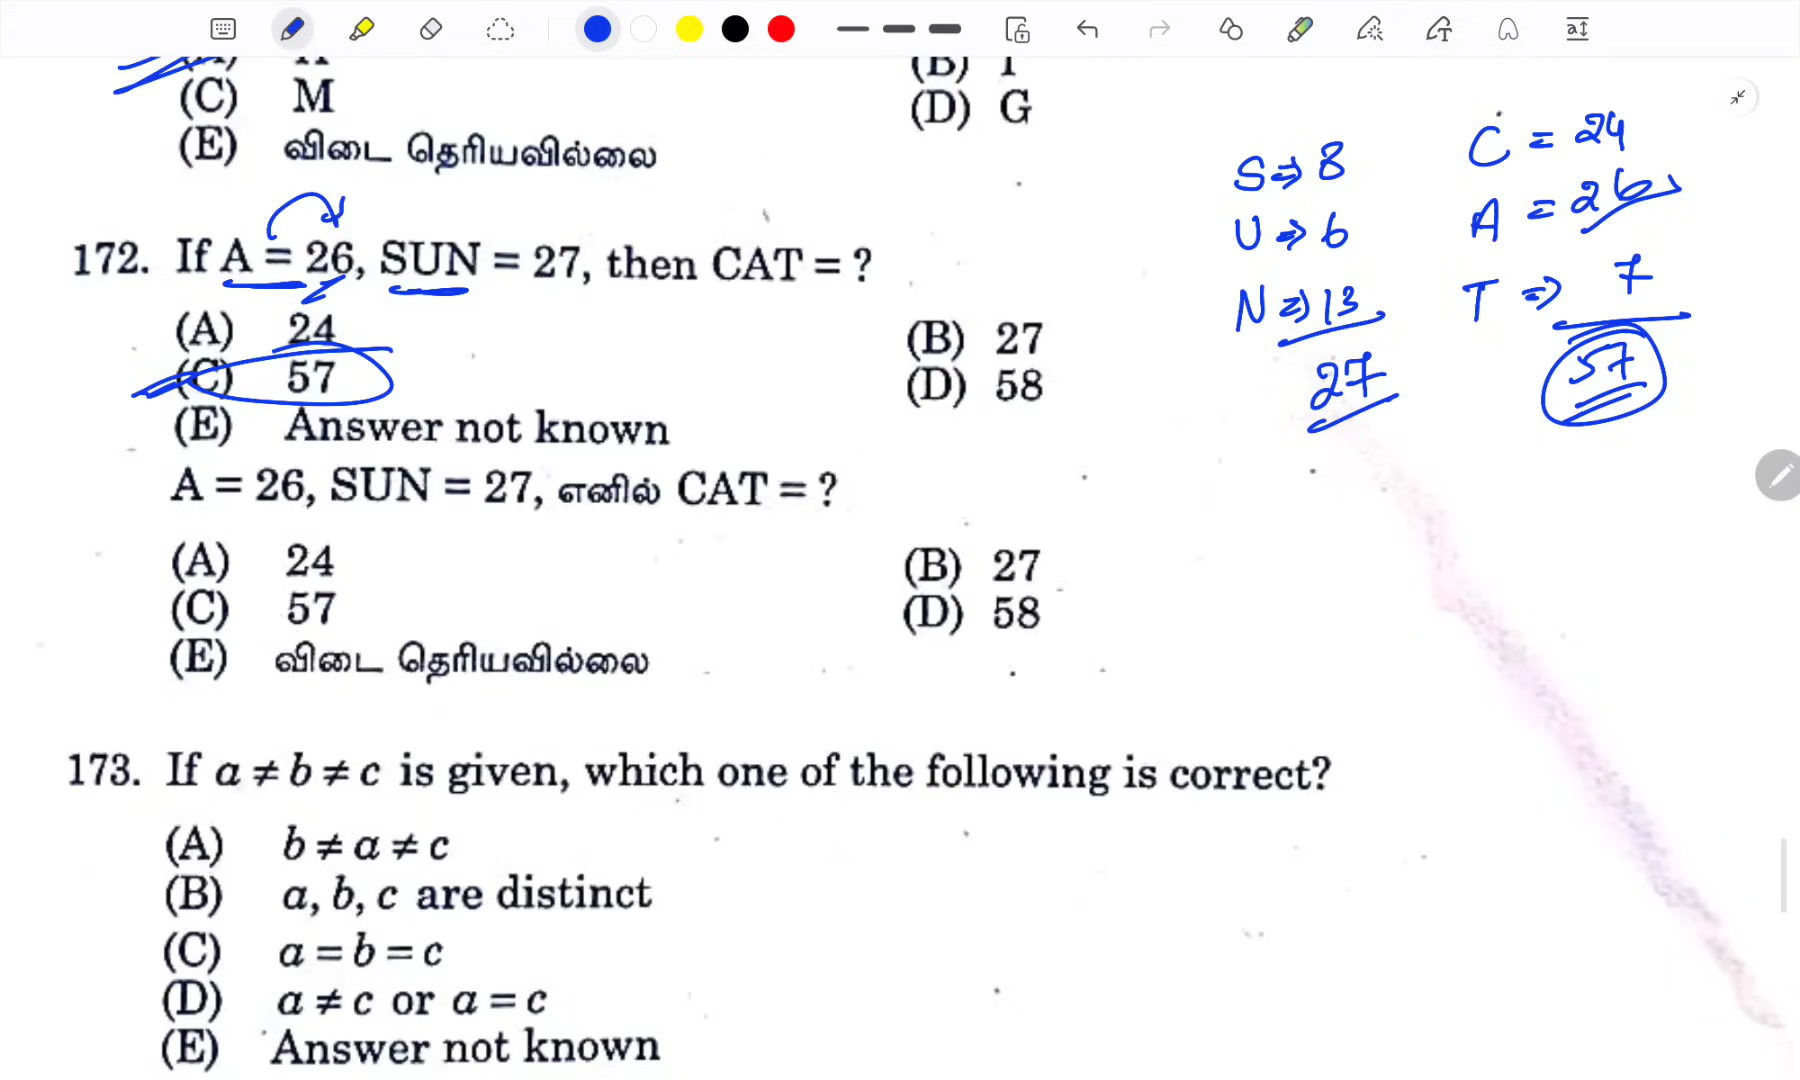 (C) M
(B) I
(D) G
(E) விடை தெரியவில்லை
172. If A = 26, SUN = 27, then CAT = ?
(A) 24
(B) 27
(C) 57
(D) 58
(E) Answer not known
A = 26, SUN = 27, எனில் CAT = ?
(A) 24
(B) 27
(C) 57
(D) 58
(E) விடை தெரியவில்லை
173. If a ≠ b ≠ c is given, which one of the following is correct?
(A) b ≠ a ≠ c
(B) a, b, c are distinct
(C) a = b = c
(D) a ≠ c or a = c
(E) Answer not known
S ⇒ 8
U ⇒ 6
N ⇒ 13
27
C = 24
A = 26
T ⇒ 7
57